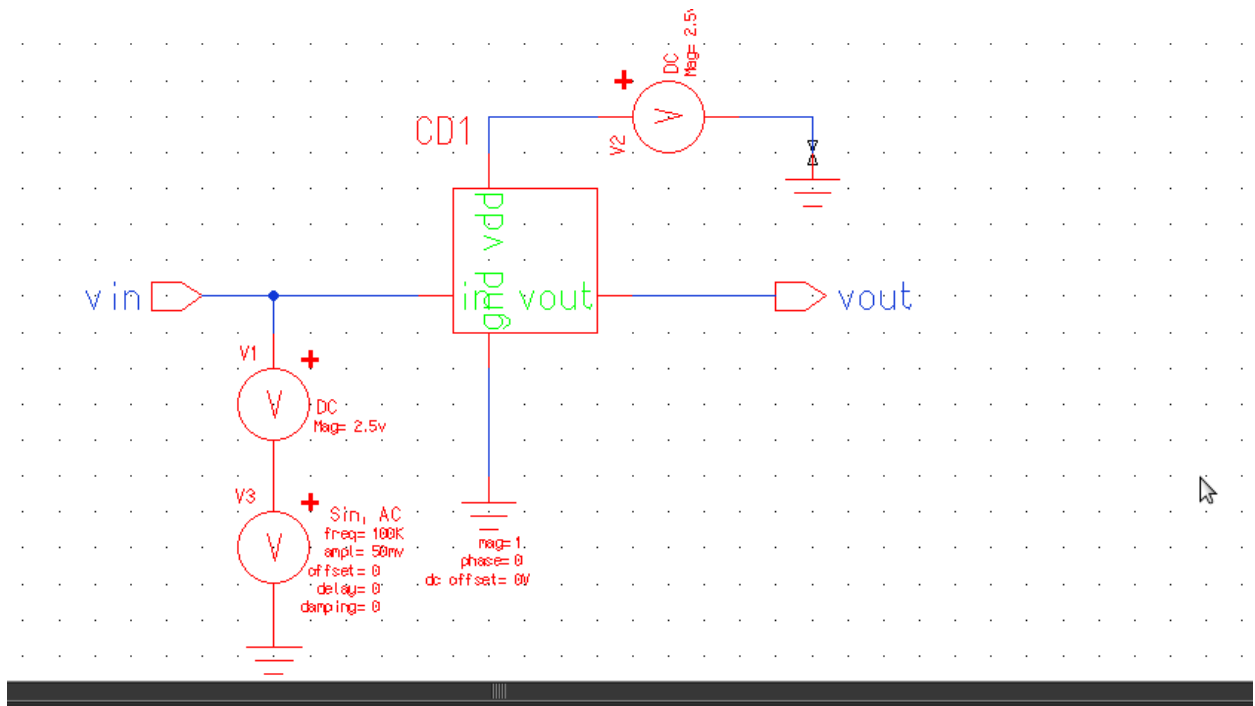 DC
Mag= 2.5v
V2
CD1
vdd
gnd
in vout
vin
vout
V1
DC
Mag= 2.5v
V3
Sin, AC
freq= 100K
ampl= 50mv
offset= 0
delay= 0
damping= 0
mag= 1
phase= 0
dc offset= 0V
V
V
V